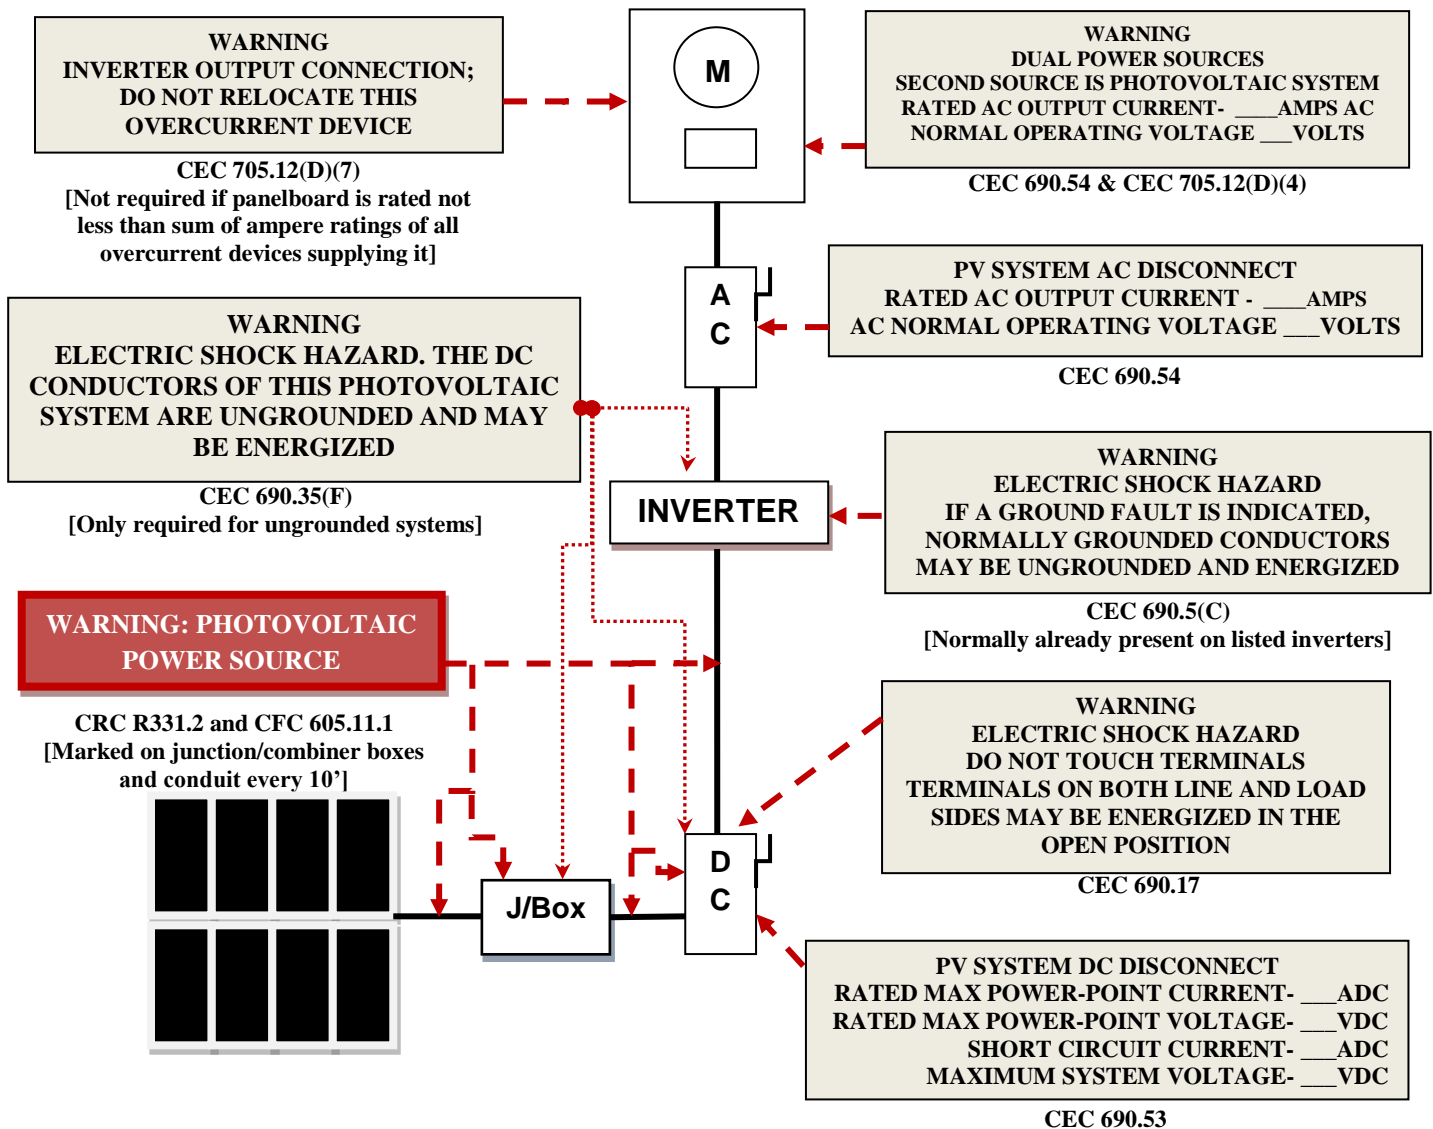 WARNING
INVERTER OUTPUT CONNECTION;
DO NOT RELOCATE THIS
OVERCURRENT DEVICE
CEC 705.12(D)(7)
[Not required if panelboard is rated not
less than sum of ampere ratings of all
overcurrent devices supplying it]
M
WARNING
DUAL POWER SOURCES
SECOND SOURCE IS PHOTOVOLTAIC SYSTEM
RATED AC OUTPUT CURRENT- ____AMPS AC
NORMAL OPERATING VOLTAGE ___VOLTS
CEC 690.54 & CEC 705.12(D)(4)
A
C
PV SYSTEM AC DISCONNECT
RATED AC OUTPUT CURRENT - ____AMPS
AC NORMAL OPERATING VOLTAGE ___VOLTS
CEC 690.54
WARNING
ELECTRIC SHOCK HAZARD. THE DC
CONDUCTORS OF THIS PHOTOVOLTAIC
SYSTEM ARE UNGROUNDED AND MAY
BE ENERGIZED
CEC 690.35(F)
[Only required for ungrounded systems]
INVERTER
WARNING
ELECTRIC SHOCK HAZARD
IF A GROUND FAULT IS INDICATED,
NORMALLY GROUNDED CONDUCTORS
MAY BE UNGROUNDED AND ENERGIZED
CEC 690.5(C)
[Normally already present on listed inverters]
WARNING: PHOTOVOLTAIC
POWER SOURCE
CRC R331.2 and CFC 605.11.1
[Marked on junction/combiner boxes
and conduit every 10’]
WARNING
ELECTRIC SHOCK HAZARD
DO NOT TOUCH TERMINALS
TERMINALS ON BOTH LINE AND LOAD
SIDES MAY BE ENERGIZED IN THE
OPEN POSITION
CEC 690.17
J/Box
D
C
PV SYSTEM DC DISCONNECT
RATED MAX POWER-POINT CURRENT- ___ADC
RATED MAX POWER-POINT VOLTAGE- ___VDC
SHORT CIRCUIT CURRENT- ___ADC
MAXIMUM SYSTEM VOLTAGE- ___VDC
CEC 690.53